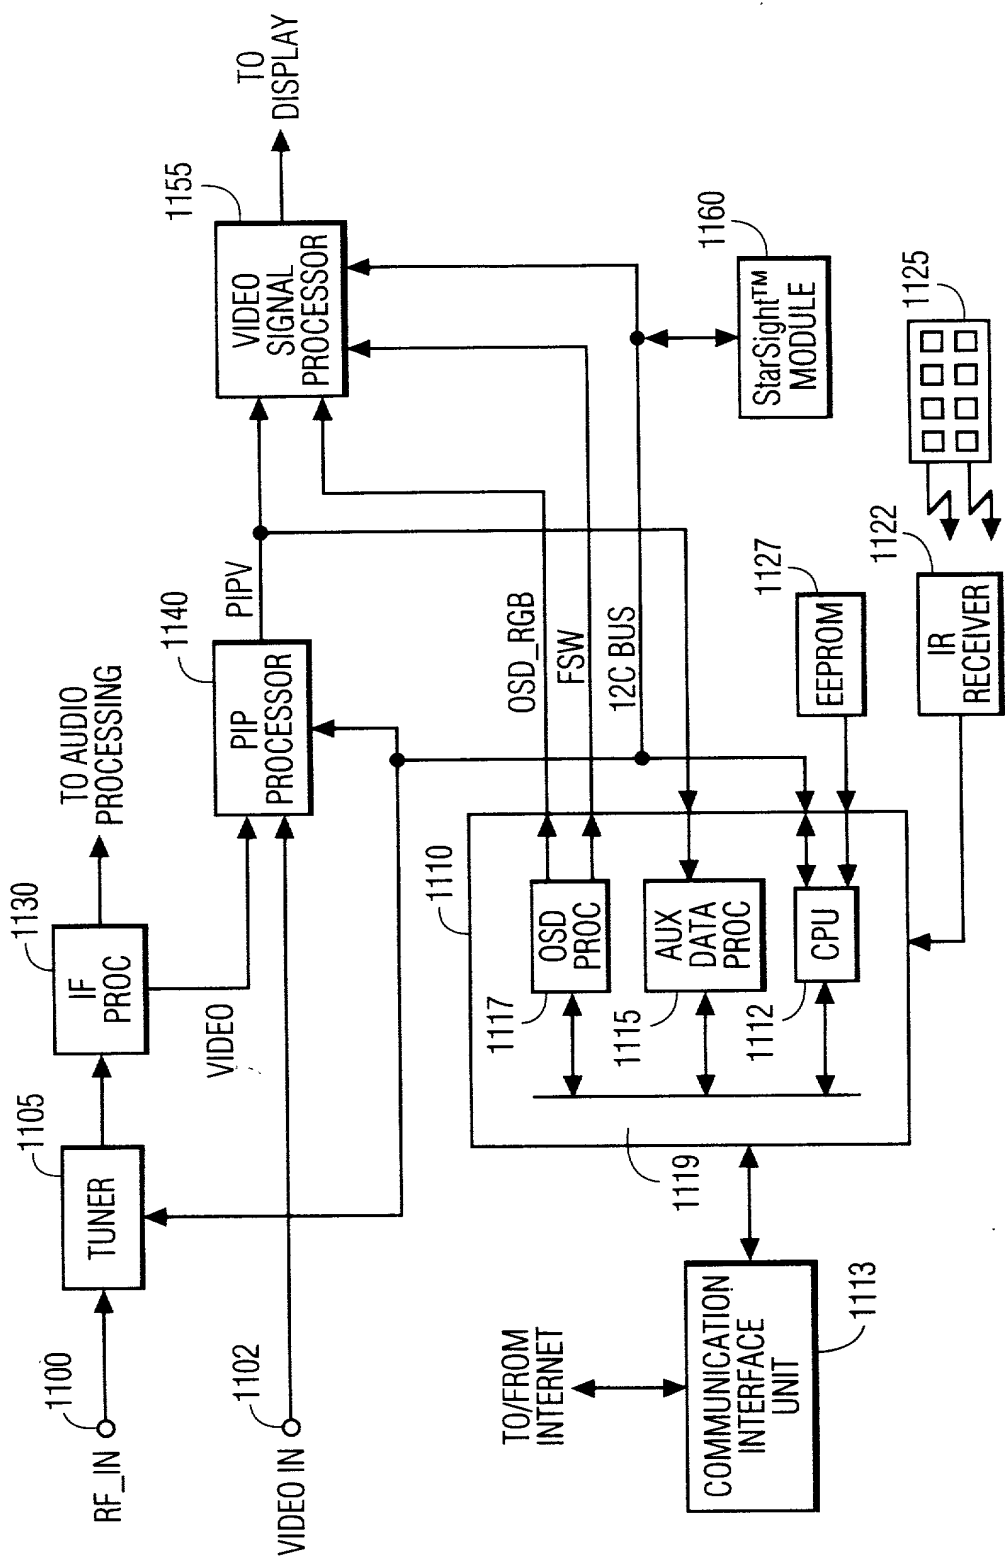 RF_IN
1100
TUNER
1105
IF
PROC
1130
TO AUDIO
PROCESSING
VIDEO
VIDEO IN
1102
PIP
PROCESSOR
1140
PIPV
VIDEO
SIGNAL
PROCESSOR
1155
TO
DISPLAY
OSD_RGB
FSW
12C BUS
StarSight™
MODULE
1160
1110
OSD
PROC
1117
AUX
DATA
PROC
1115
CPU
1112
1119
EEPROM
1127
IR
RECEIVER
1122
1125
TO/FROM
INTERNET
COMMUNICATION
INTERFACE
UNIT
1113